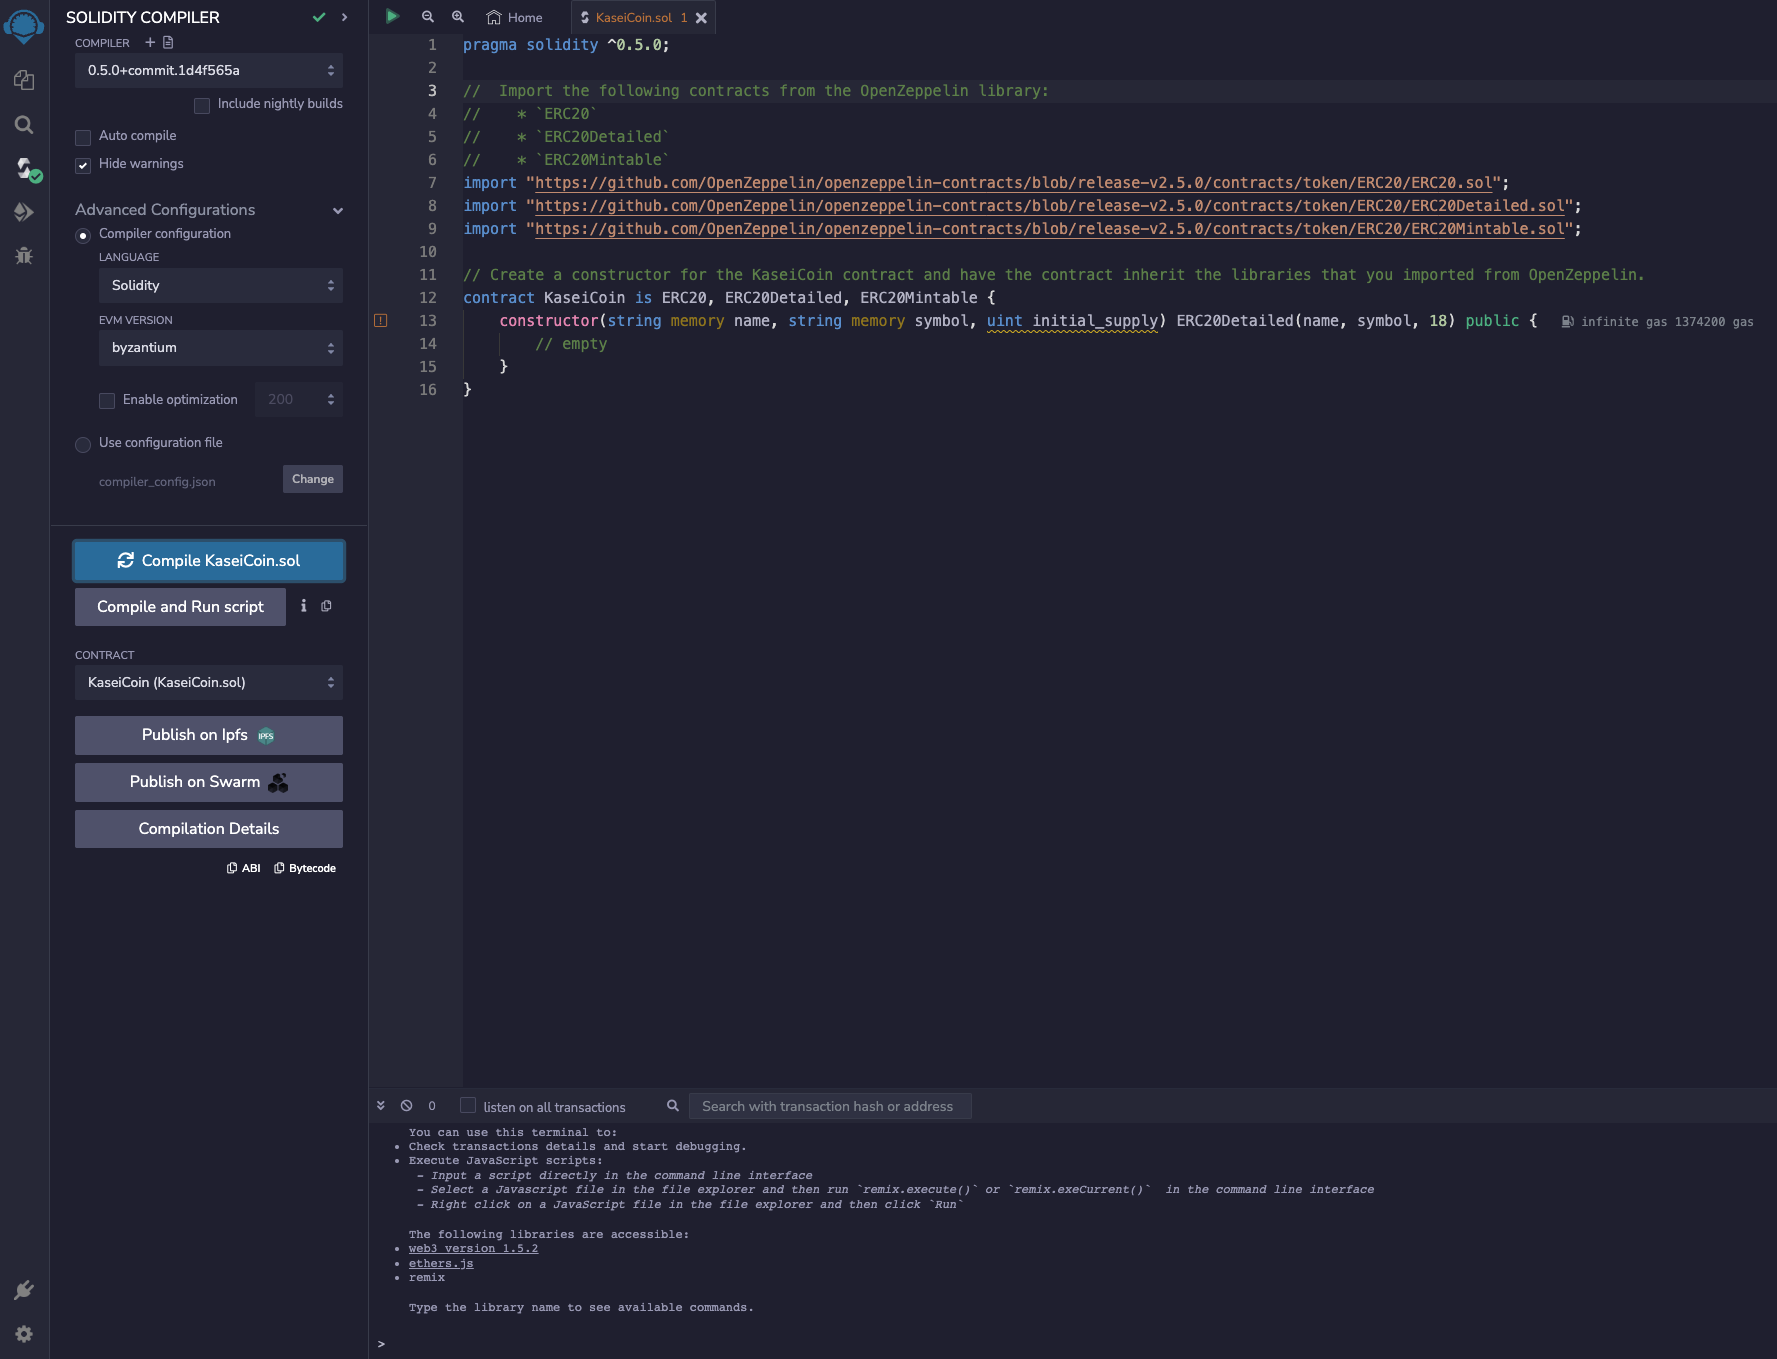 SOLIDITY COMPILER
COMPILER
0.5.0+commit.1d4f565a
Include nightly builds
Auto compile
Hide warnings
Advanced Configurations
Compiler configuration
LANGUAGE
Solidity
EVM VERSION
byzantium
Enable optimization 200
Use configuration file
compiler_config.json Change
Compile KaseiCoin.sol
Compile and Run script
CONTRACT
KaseiCoin (KaseiCoin.sol)
Publish on Ipfs IPFS
Publish on Swarm
Compilation Details
ABI Bytecode
Home KaseiCoin.sol 1
1 pragma solidity ^0.5.0;
2
3 //  Import the following contracts from the OpenZeppelin library:
4 //    * `ERC20`
5 //    * `ERC20Detailed`
6 //    * `ERC20Mintable`
7 import "https://github.com/OpenZeppelin/openzeppelin-contracts/blob/release-v2.5.0/contracts/token/ERC20/ERC20.sol";
8 import "https://github.com/OpenZeppelin/openzeppelin-contracts/blob/release-v2.5.0/contracts/token/ERC20/ERC20Detailed.sol";
9 import "https://github.com/OpenZeppelin/openzeppelin-contracts/blob/release-v2.5.0/contracts/token/ERC20/ERC20Mintable.sol";
10
11 // Create a constructor for the KaseiCoin contract and have the contract inherit the libraries that you imported from OpenZeppelin.
12 contract KaseiCoin is ERC20, ERC20Detailed, ERC20Mintable {
13     constructor(string memory name, string memory symbol, uint initial_supply) ERC20Detailed(name, symbol, 18) public { infinite gas 1374200 gas
14         // empty
15     }
16 }
0 listen on all transactions Search with transaction hash or address
You can use this terminal to:
• Check transactions details and start debugging.
• Execute JavaScript scripts:
- Input a script directly in the command line interface
- Select a Javascript file in the file explorer and then run `remix.execute()` or `remix.exeCurrent()`  in the command line interface
- Right click on a JavaScript file in the file explorer and then click `Run`
The following libraries are accessible:
• web3 version 1.5.2
• ethers.js
• remix
Type the library name to see available commands.
>